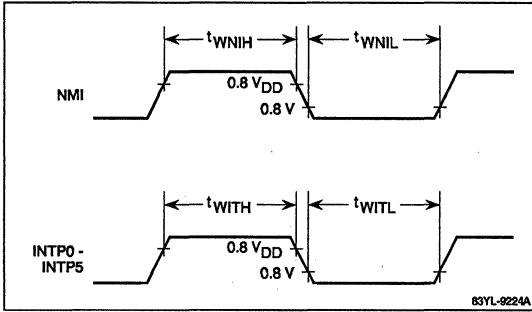 tWNIH tWNIL
NMI
0.8 VDD
0.8 V
tWITH tWITL
INTP0 -
INTP5
0.8 VDD
0.8 V
83YL-9224A